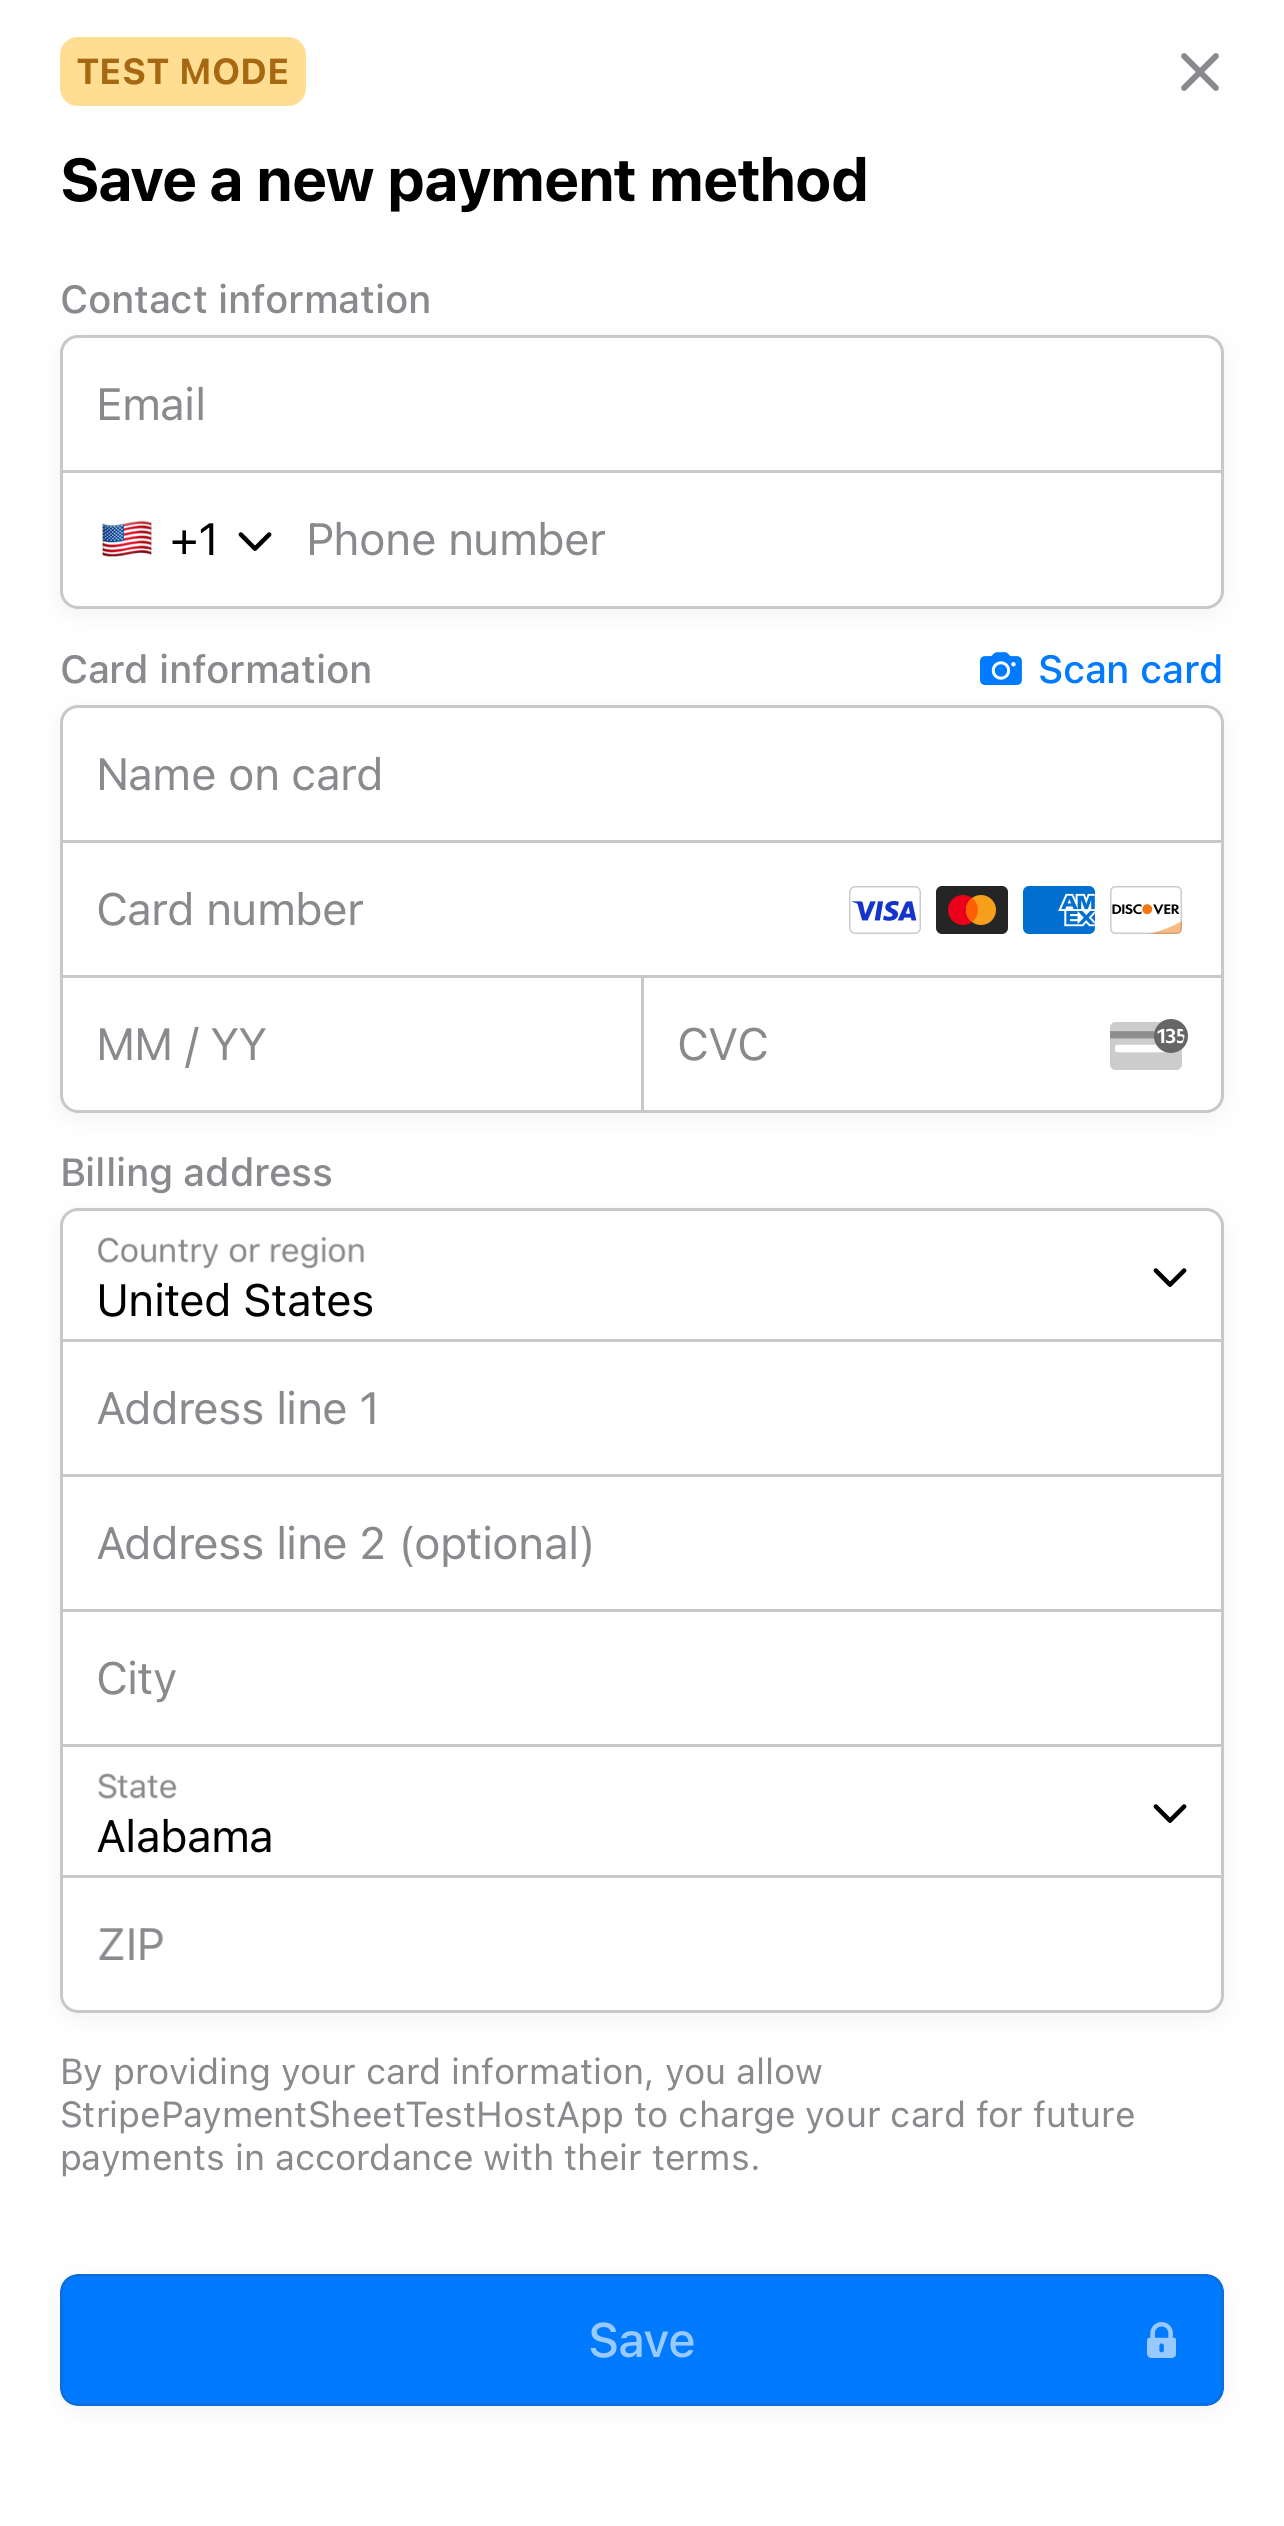 TEST MODE
Save a new payment method
Contact information
Email
+1 Phone number
Card information Scan card
Name on card
Card number VISA AM EX DISCOVER
MM / YY CVC 135
Billing address
Country or region
United States
Address line 1
Address line 2 (optional)
City
State
Alabama
ZIP
By providing your card information, you allow
StripePaymentSheetTestHostApp to charge your card for future
payments in accordance with their terms.
Save